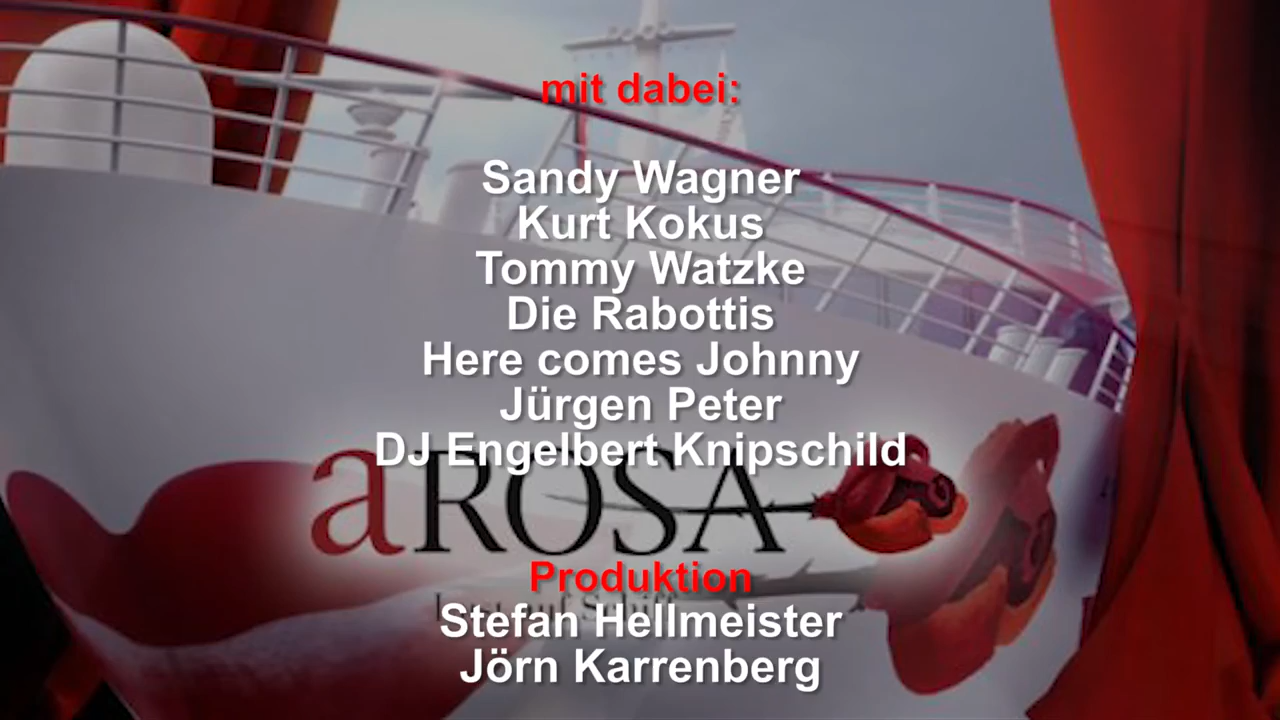 mit dabei:
Sandy Wagner
Kurt Kokus
Tommy Watzke
Die Rabottis
Here comes Johnny
Jürgen Peter
DJ Engelbert Knipschild
aROSA
Produktion
Stefan Hellmeister
Jörn Karrenberg